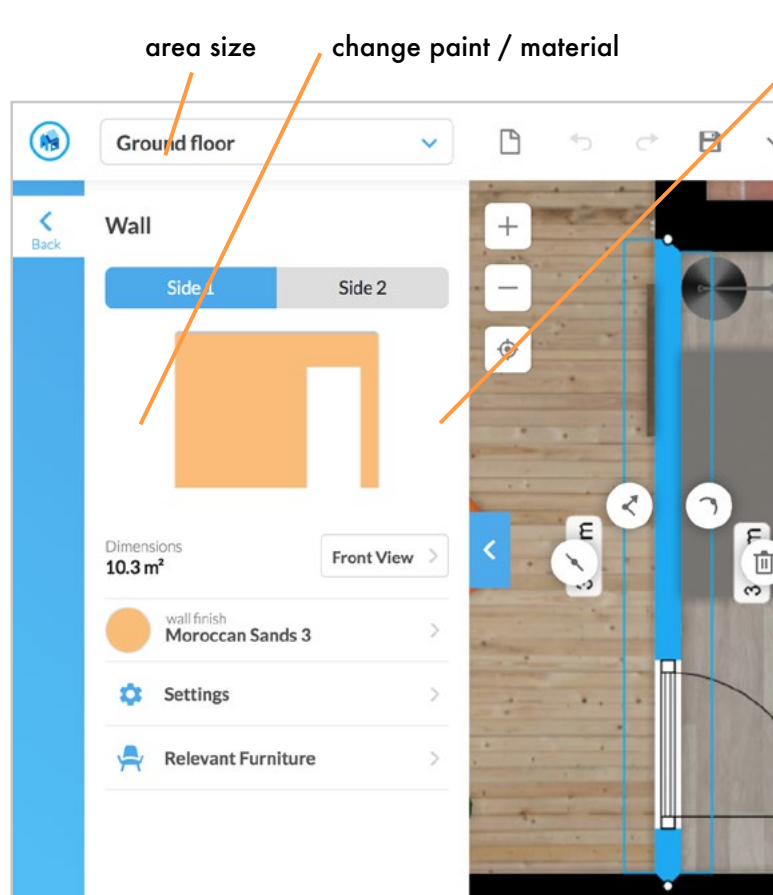 area size
change paint / material
Ground floor
Back
Wall
Side 1
Side 2
Dimensions
10.3 m²
Front View
wall finish
Moroccan Sands 3
Settings
Relevant Furniture